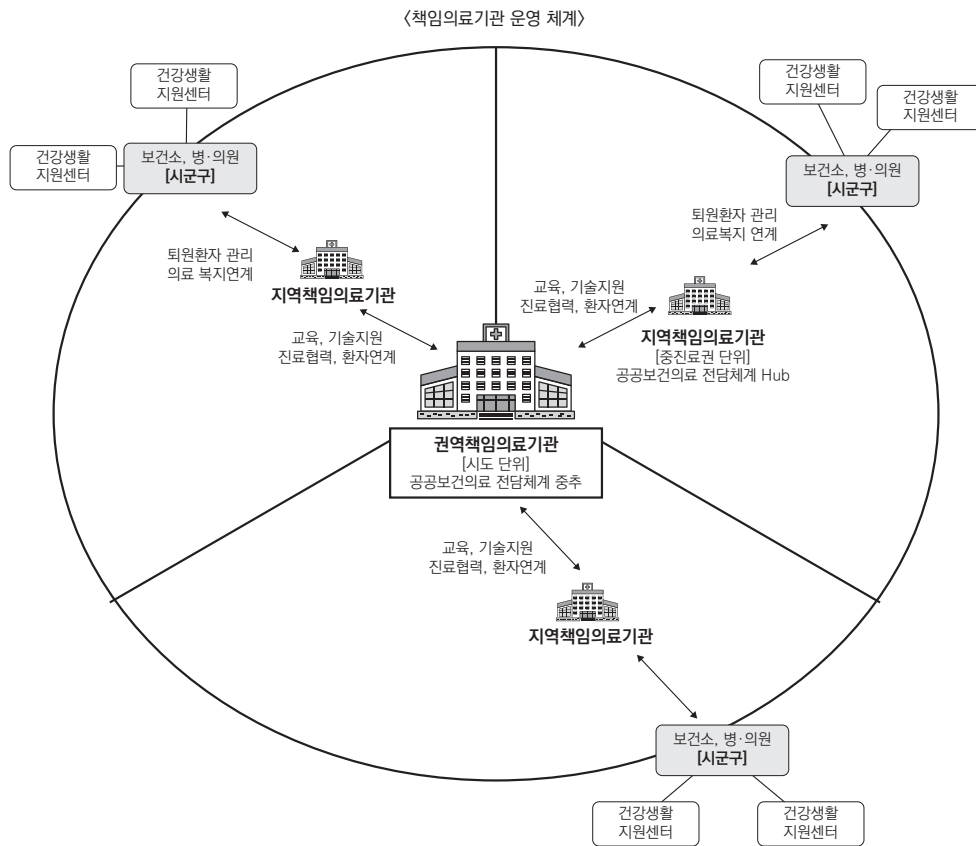 〈책임의료기관 운영 체계〉
건강생활
지원센터
건강생활
지원센터
보건소, 병·의원
[시군구]
퇴원환자 관리
의료 복지연계
지역책임의료기관
교육, 기술지원
진료협력, 환자연계
건강생활
지원센터
건강생활
지원센터
보건소, 병·의원
[시군구]
퇴원환자 관리
의료복지 연계
교육, 기술지원
진료협력, 환자연계
지역책임의료기관
[중진료권 단위]
공공보건의료 전담체계 Hub
권역책임의료기관
[시도 단위]
공공보건의료 전담체계 중추
교육, 기술지원
진료협력, 환자연계
지역책임의료기관
보건소, 병·의원
[시군구]
건강생활
지원센터
건강생활
지원센터